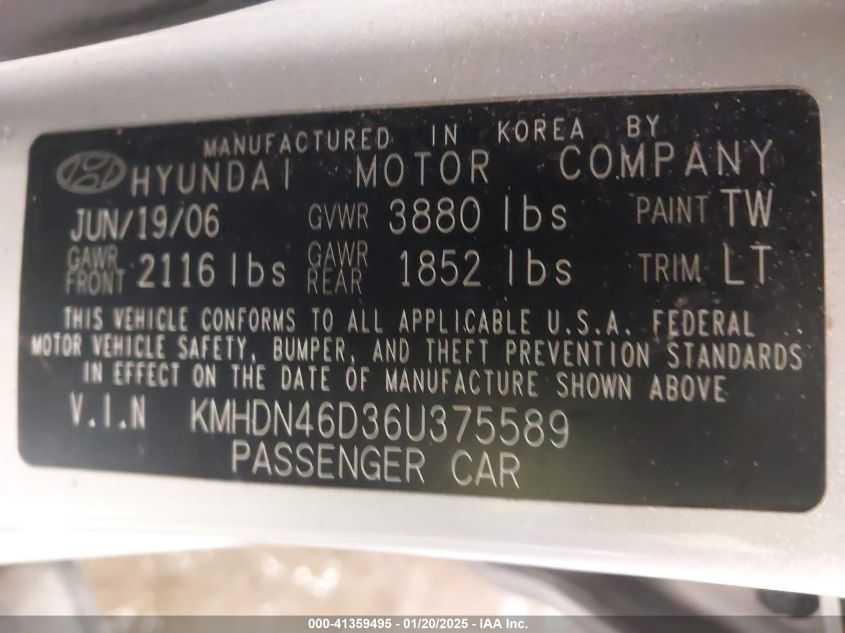 MANUFACTURED IN KOREA BY
HYUNDAI MOTOR COMPANY
JUN/19/06 GVWR 3880 lbs PAINT TW
GAWR FRONT 2116 lbs GAWR REAR 1852 lbs TRIM LT
THIS VEHICLE CONFORMS TO ALL APPLICABLE U.S.A. FEDERAL
MOTOR VEHICLE SAFETY, BUMPER, AND THEFT PREVENTION STANDARDS
IN EFFECT ON THE DATE OF MANUFACTURE SHOWN ABOVE
V.I.N KMHDN46D36U375589
PASSENGER CAR
000-41359495 - 01/20/2025 - IAA Inc.